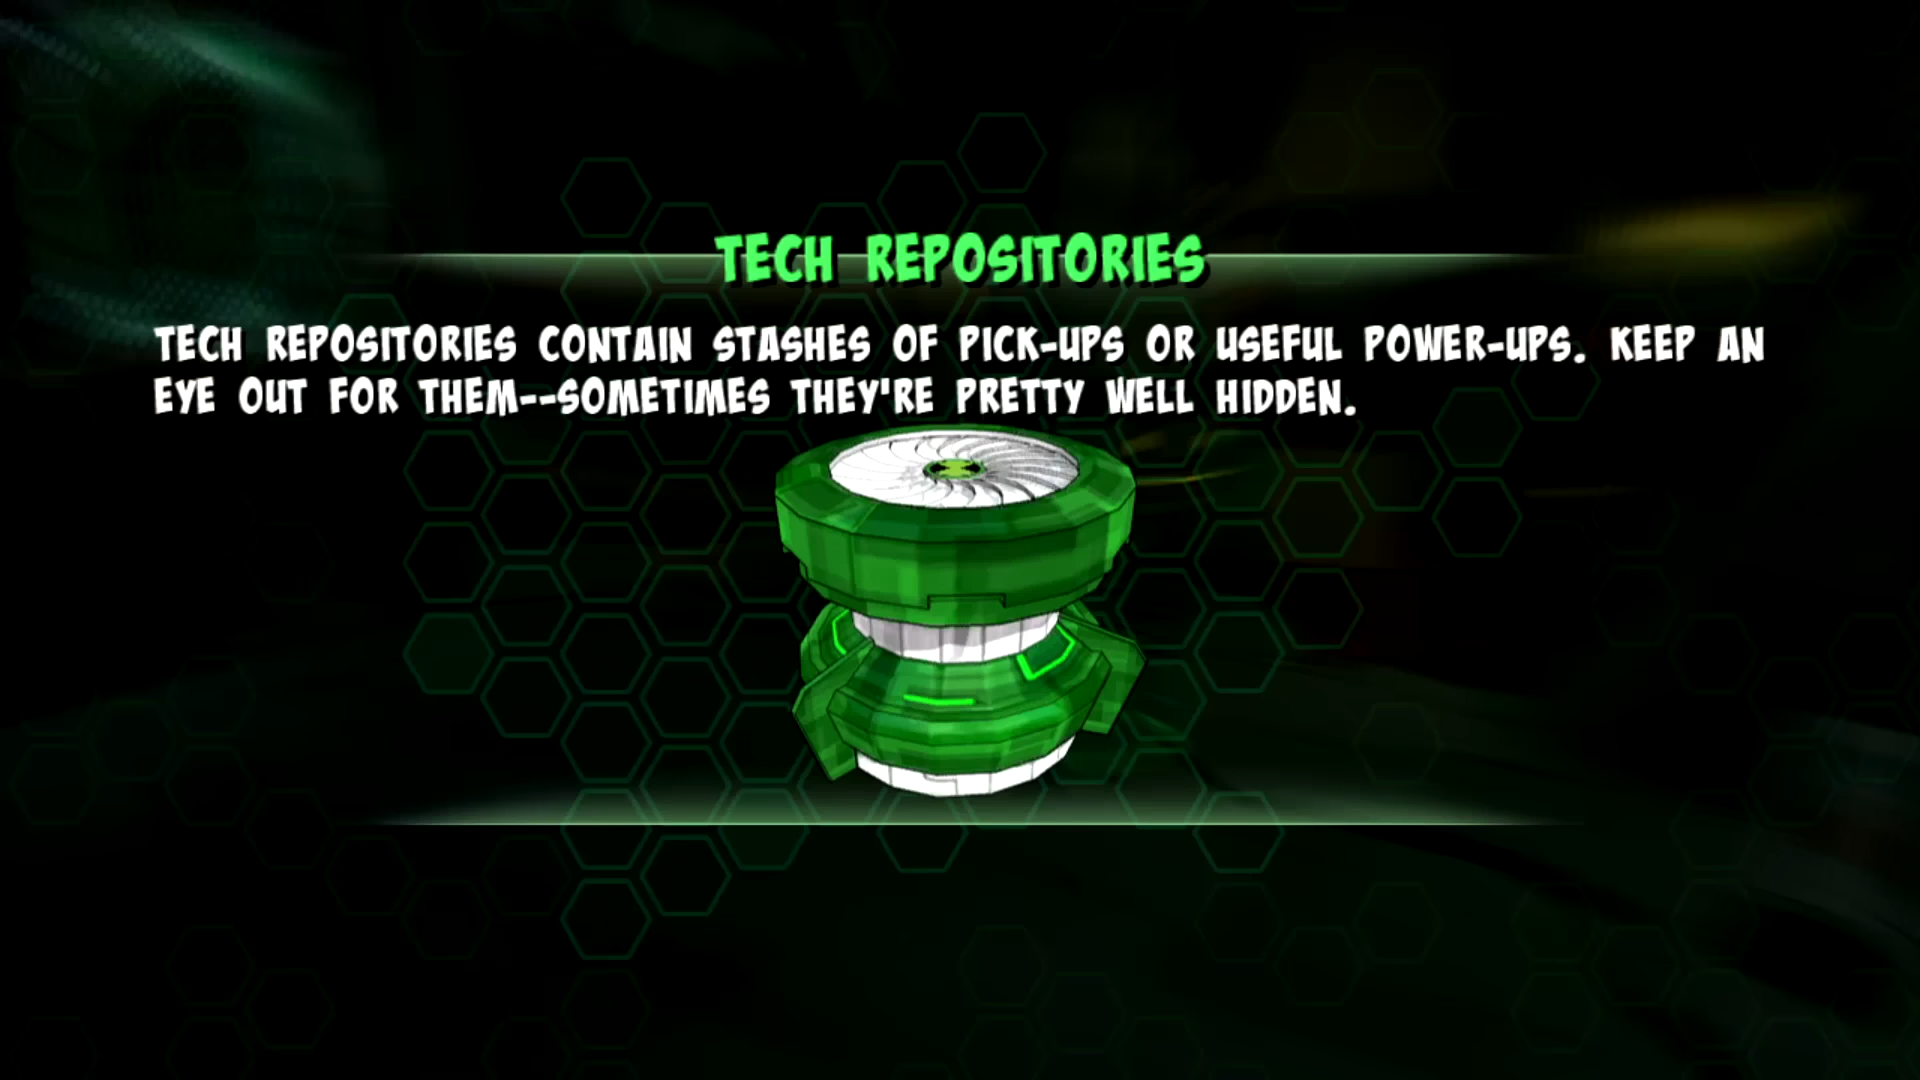 TECH REPOSITORIES
TECH REPOSITORIES CONTAIN STASHES OF PICK-UPS OR USEFUL POWER-UPS. KEEP AN
EYE OUT FOR THEM--SOMETIMES THEY'RE PRETTY WELL HIDDEN.